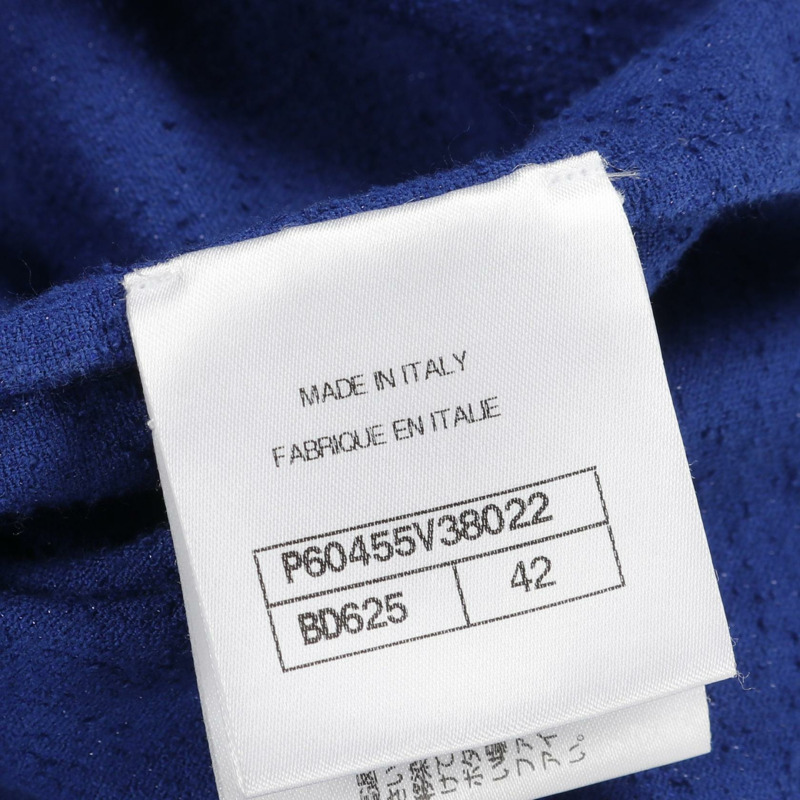 MADE IN ITALY
FABRIQUE EN ITALIE
P60455V38022
BD625 42